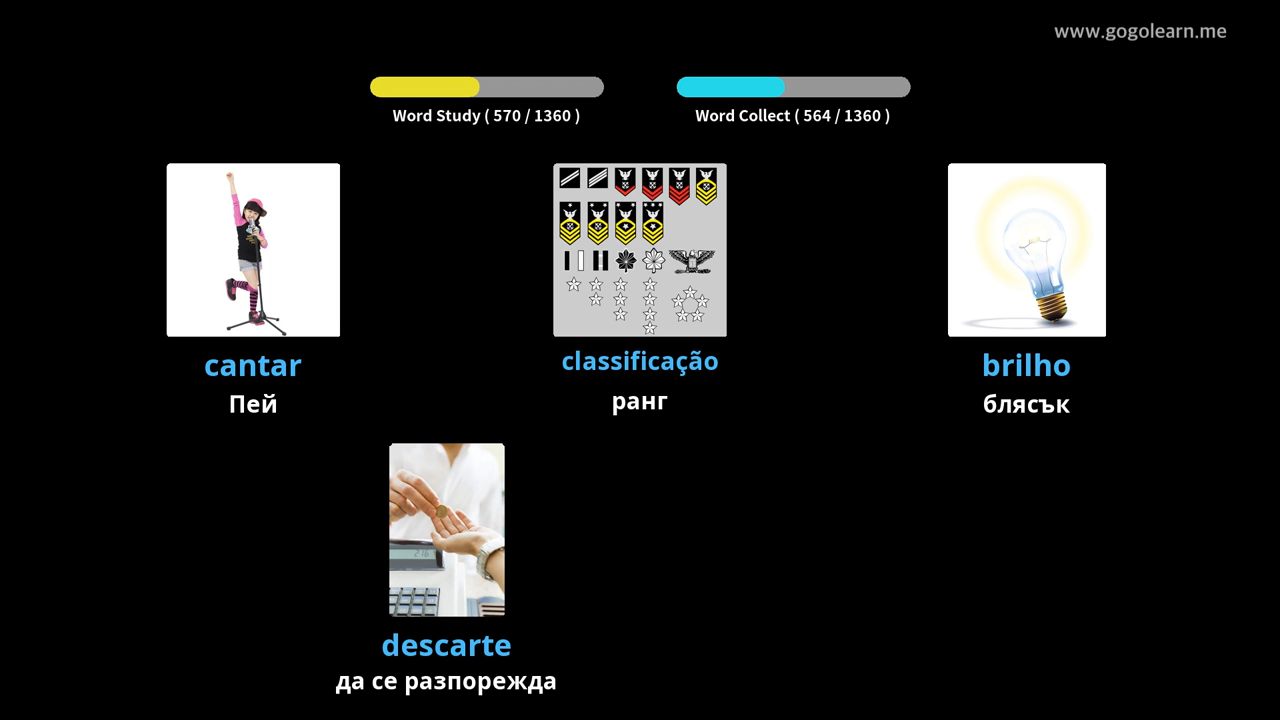 www.gogolearn.me
Word Study ( 570 / 1360 )
Word Collect ( 564 / 1360 )
cantar
Пей
classificação
ранг
brilho
блясък
descarte
да се разпорежда